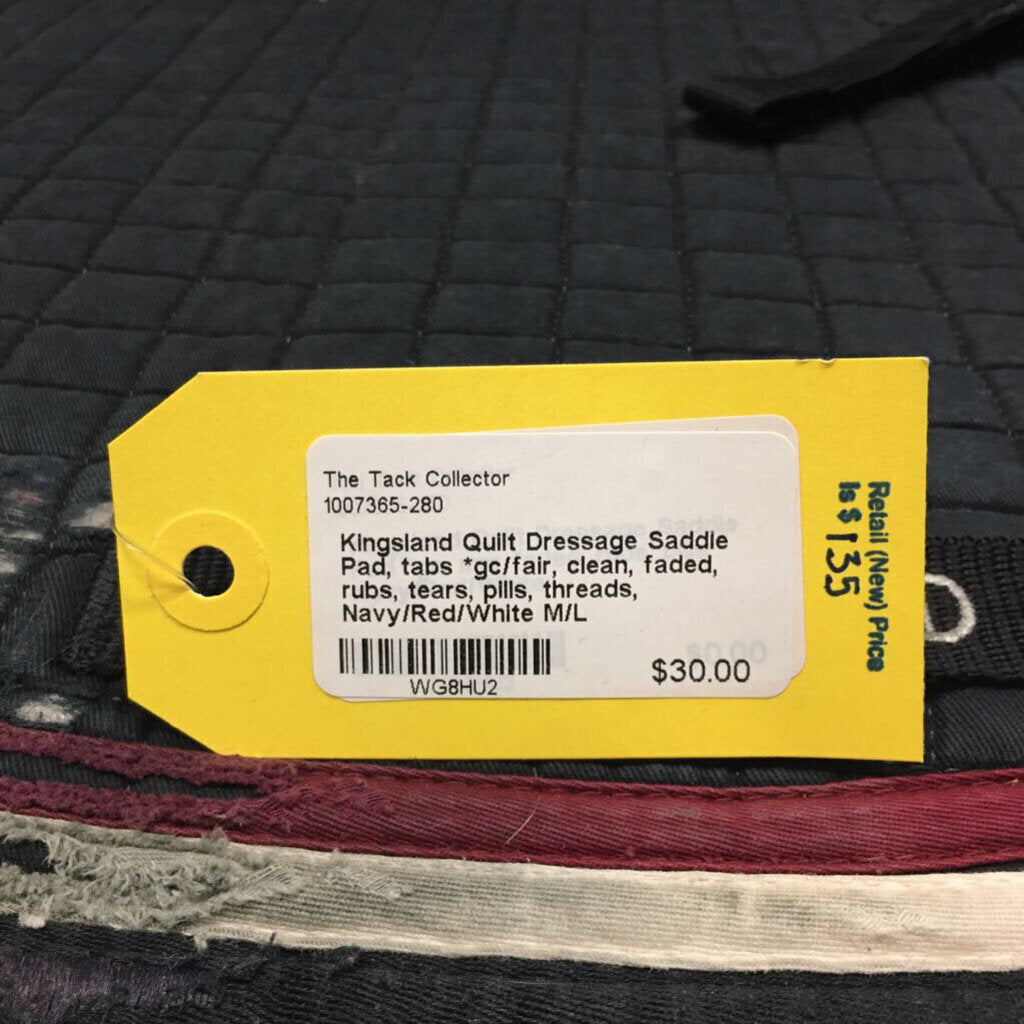 The Tack Collector
1007365-280
Kingsland Quilt Dressage Saddle
Pad, tabs *gc/fair, clean, faded,
rubs, tears, pills, threads,
Navy/Red/White M/L
WG8HU2
$30.00
Retail (New) Price
Is $ 135